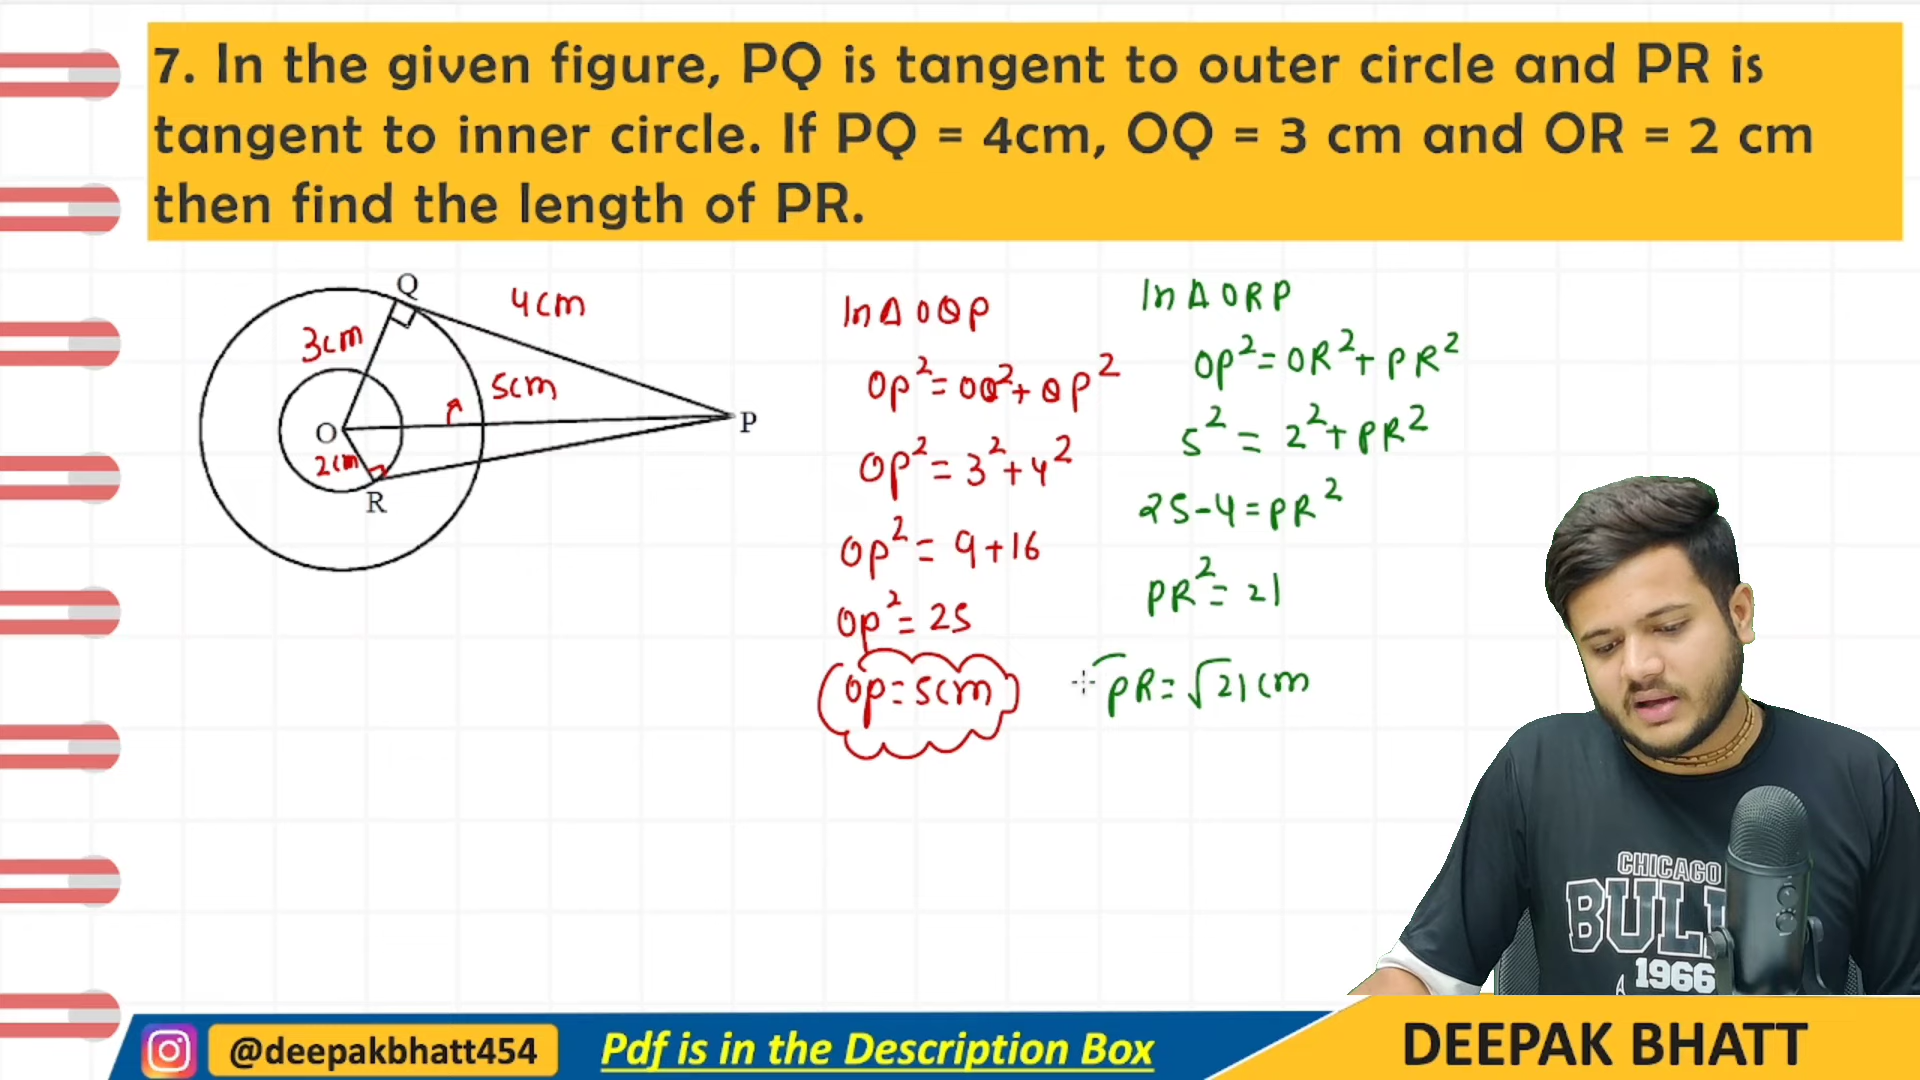 7. In the given figure, PQ is tangent to outer circle and PR is
tangent to inner circle. If PQ = 4cm, OQ = 3 cm and OR = 2 cm
then find the length of PR.
Q
4cm
3cm
5cm
O
P
2cm
R
In Δ OQP
OP² = OQ² + QP²
OP² = 3² + 4²
OP² = 9 + 16
OP² = 25
OP = 5cm
In Δ ORP
OP² = OR² + PR²
5² = 2² + PR²
25 - 4 = PR²
PR² = 21
PR = √21 cm
CHICAGO
BULL
1966
@deepakbhatt454
Pdf is in the Description Box
DEEPAK BHATT